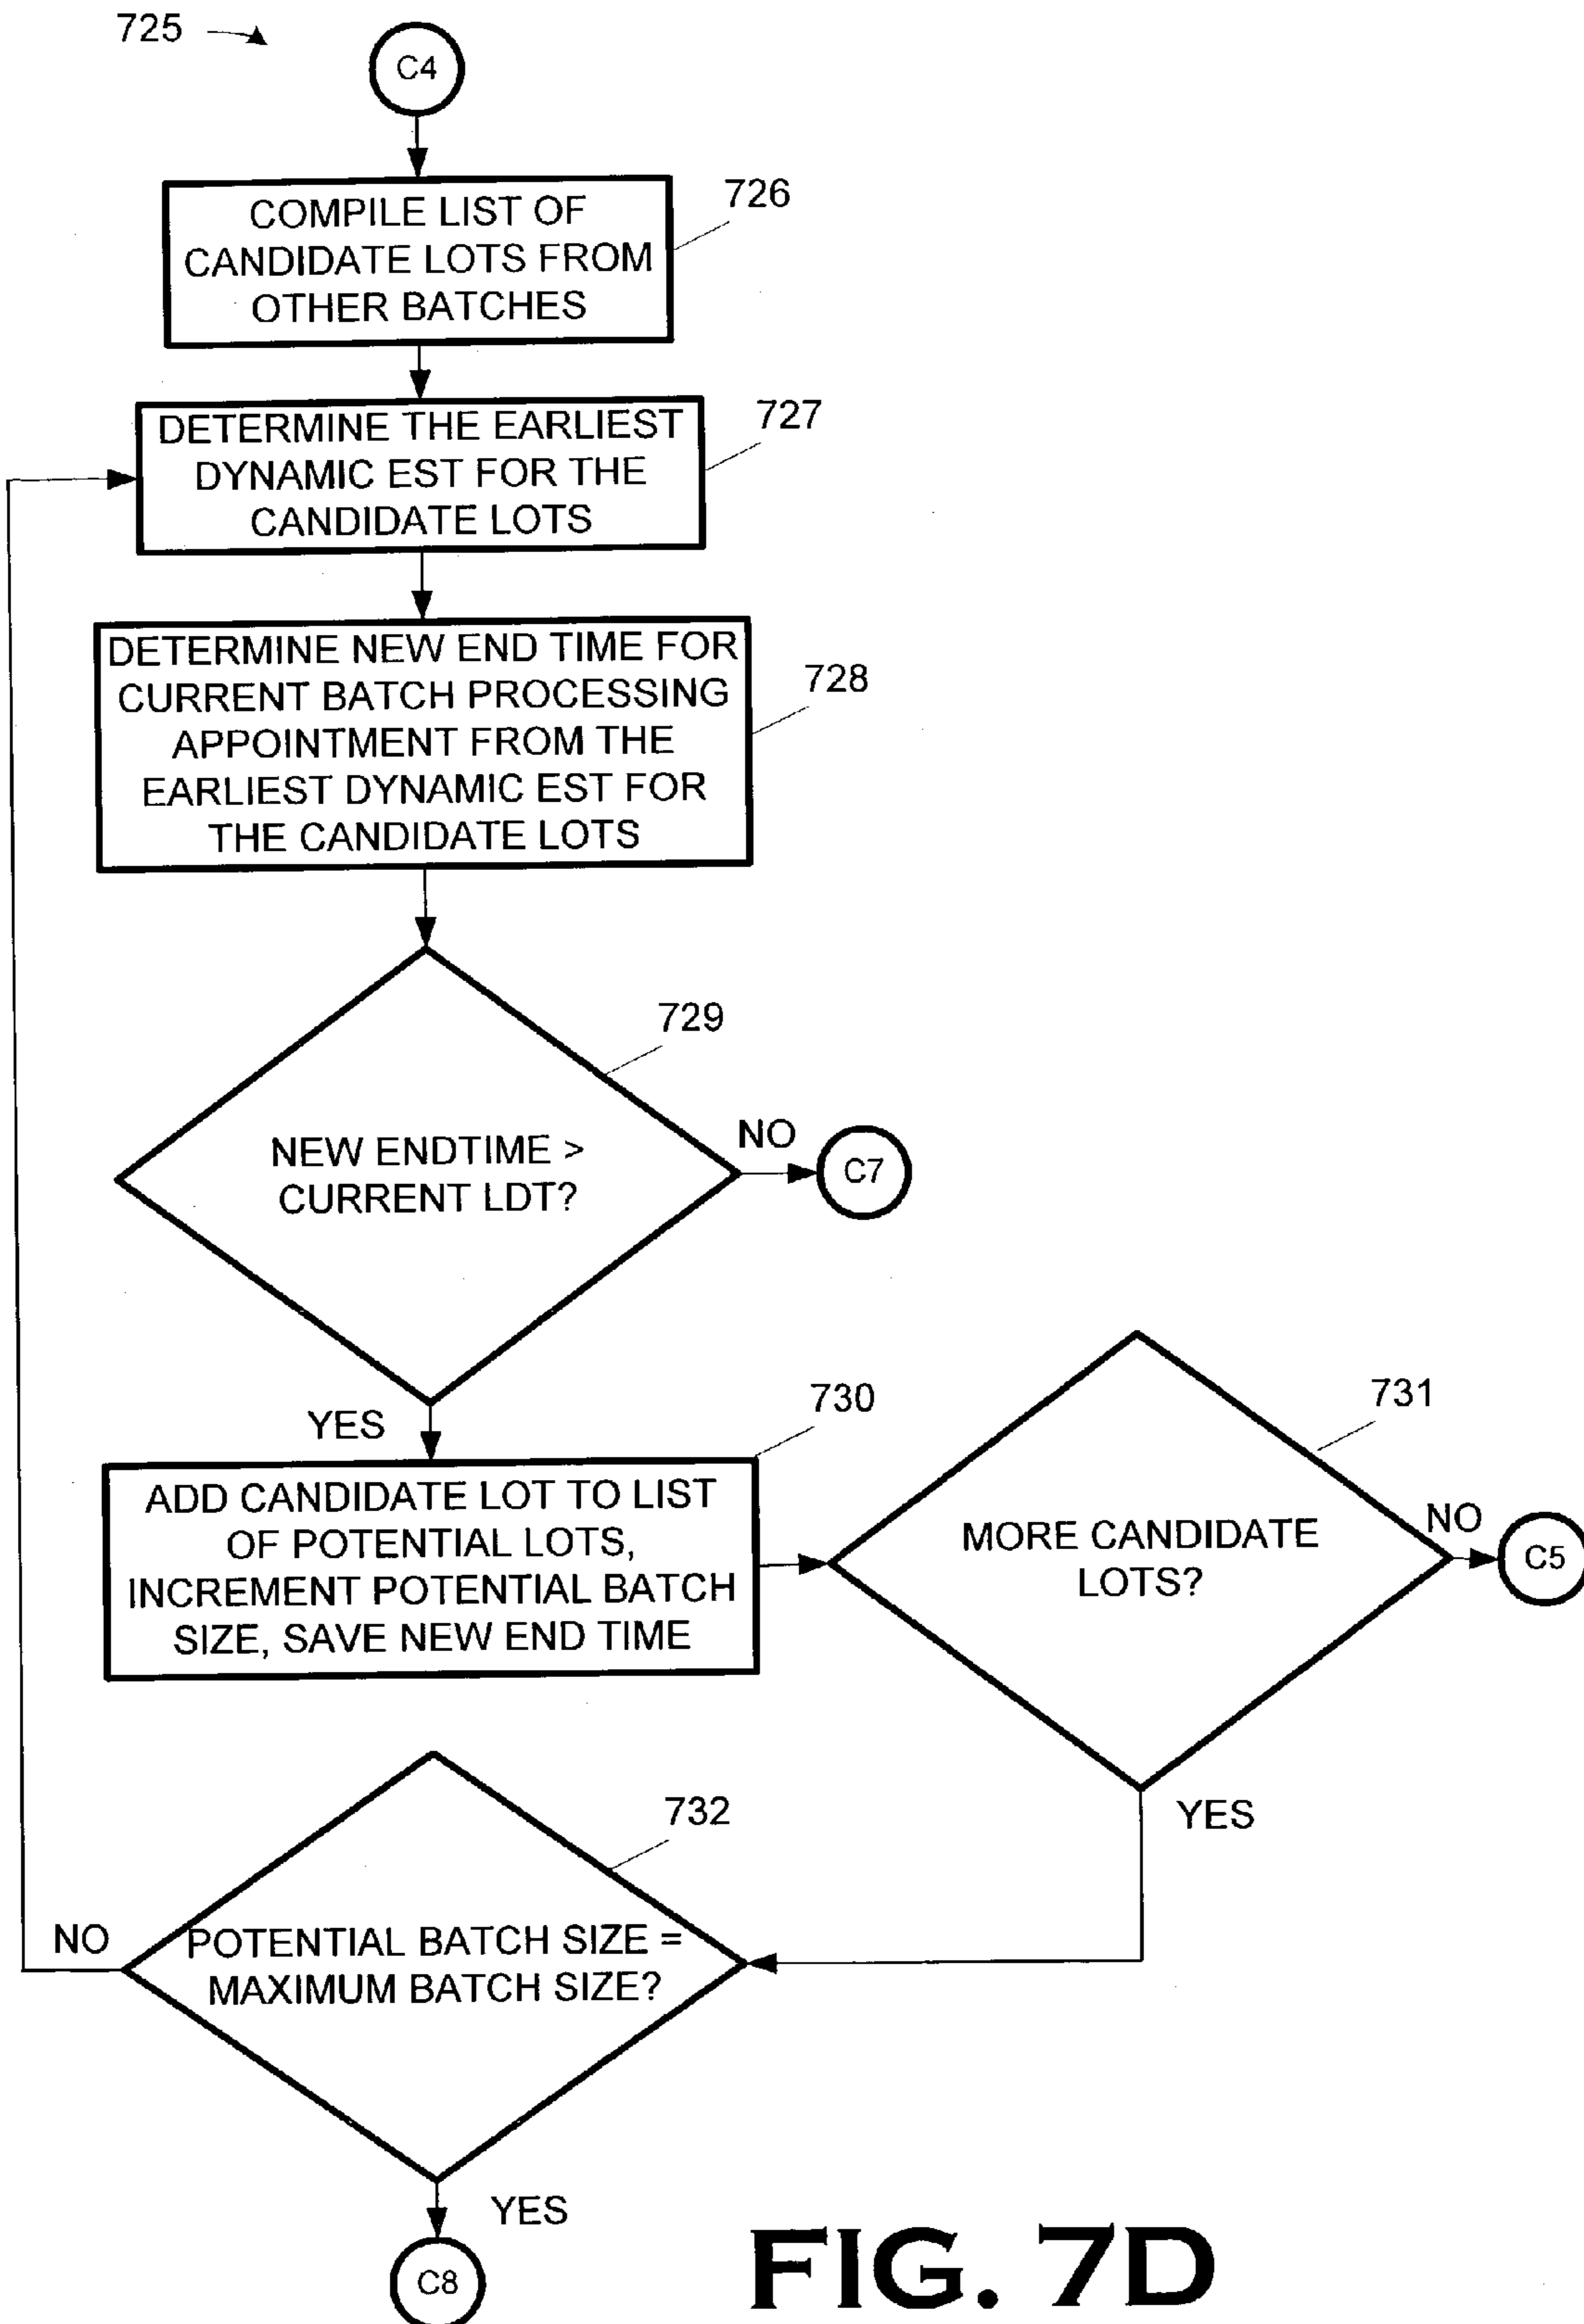 725
C4
726
COMPILE LIST OF
CANDIDATE LOTS FROM
OTHER BATCHES
727
DETERMINE THE EARLIEST
DYNAMIC EST FOR THE
CANDIDATE LOTS
728
DETERMINE NEW END TIME FOR
CURRENT BATCH PROCESSING
APPOINTMENT FROM THE
EARLIEST DYNAMIC EST FOR
THE CANDIDATE LOTS
729
NEW ENDTIME >
CURRENT LDT?
NO
C7
YES
730
ADD CANDIDATE LOT TO LIST
OF POTENTIAL LOTS,
INCREMENT POTENTIAL BATCH
SIZE, SAVE NEW END TIME
731
MORE CANDIDATE
LOTS?
NO
C5
YES
732
POTENTIAL BATCH SIZE =
MAXIMUM BATCH SIZE?
NO
YES
C8
FIG. 7D